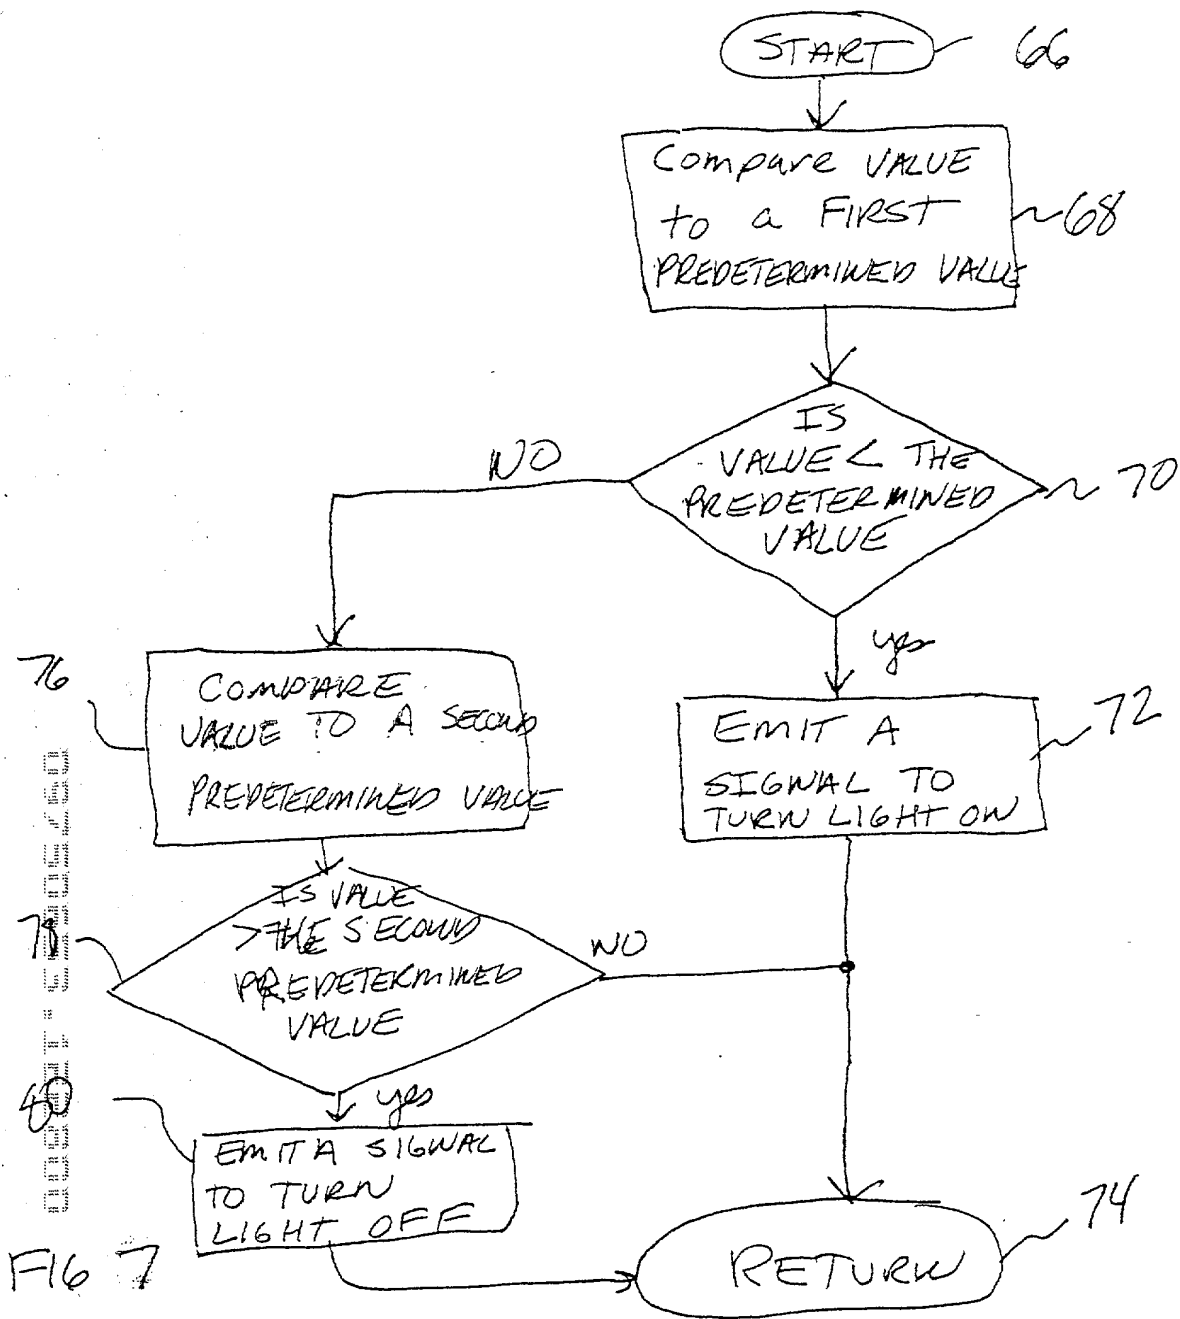 START
66
Compare VALUE
to a FIRST
PREDETERMINED VALUE
68
IS
VALUE < THE
PREDETERMINED
VALUE
70
NO
yes
76
COMPARE
VALUE TO A SECOND
PREDETERMINED VALUE
EMIT A
SIGNAL TO
TURN LIGHT ON
72
78
IS VALUE
> THE SECOND
PREDETERMINED
VALUE
NO
yes
80
EMIT A SIGNAL
TO TURN
LIGHT OFF
RETURN
74
FIG 7